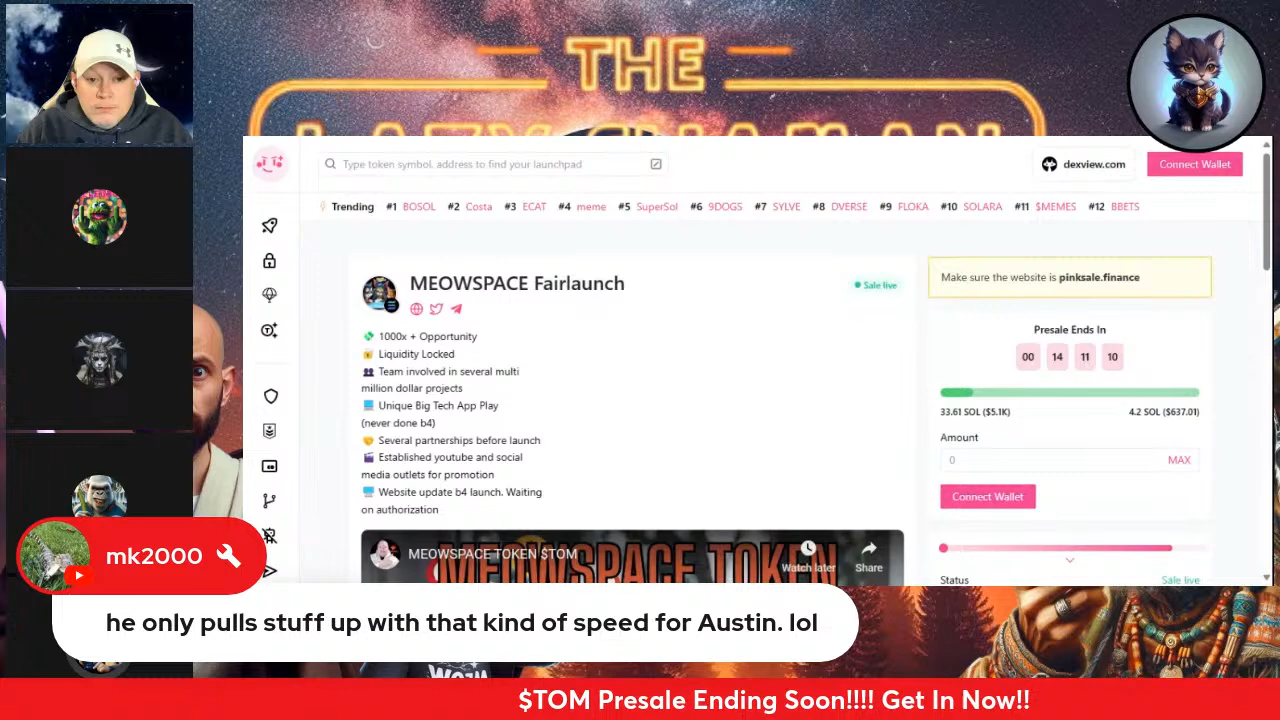 THE
LAZY SHAMAN
Type token symbol, address to find your launchpad
dexview.com
Connect Wallet
Trending #1 BOSOL #2 Costa #3 ECAT #4 meme #5 SuperSol #6 9DOGS #7 SYLVE #8 DVERSE #9 FLOKA #10 SOLARA #11 $MEMES #12 BBETS
MEOWSPACE Fairlaunch
Sale live
💸 1000x + Opportunity
🔒 Liquidity Locked
👥 Team involved in several multi
million dollar projects
💻 Unique Big Tech App Play
(never done b4)
🤝 Several partnerships before launch
🎬 Established youtube and social
media outlets for promotion
💻 Website update b4 launch. Waiting
on authorization
MEOWSPACE TOKEN $TOM
MEOWSPACE TOKEN
Watch later
Share
Make sure the website is pinksale.finance
Presale Ends In
00 14 11 10
33.61 SOL ($5.1K) 4.2 SOL ($637.01)
Amount
0 MAX
Connect Wallet
Status Sale live
mk2000
he only pulls stuff up with that kind of speed for Austin. lol
$TOM Presale Ending Soon!!!! Get In Now!!